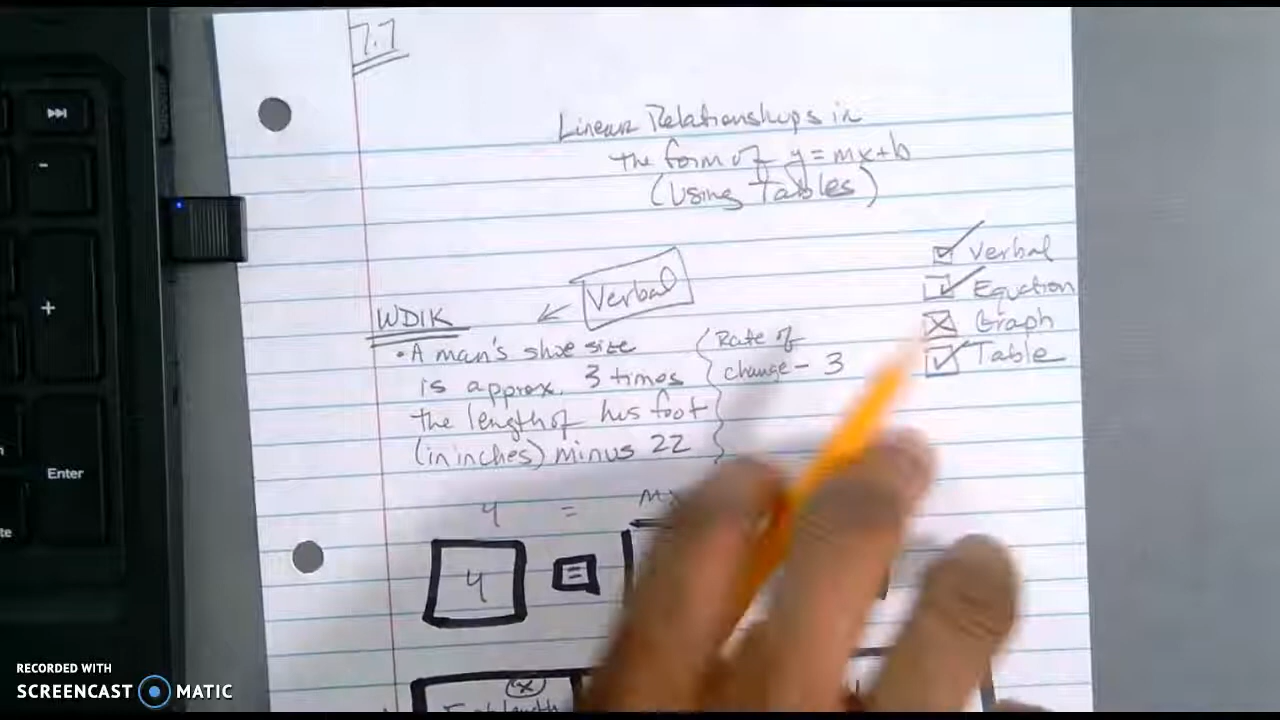 7.7
Linear Relationships in
the form of y = mx + b
(Using Tables)
Verbal
Verbal
Equation
Graph
Table
WDIK
• A man's shoe size
is approx. 3 times
the length of his foot
(in inches) minus 22
Rate of
change - 3
y =
y =
(x)
Enter
RECORDED WITH
SCREENCAST MATIC